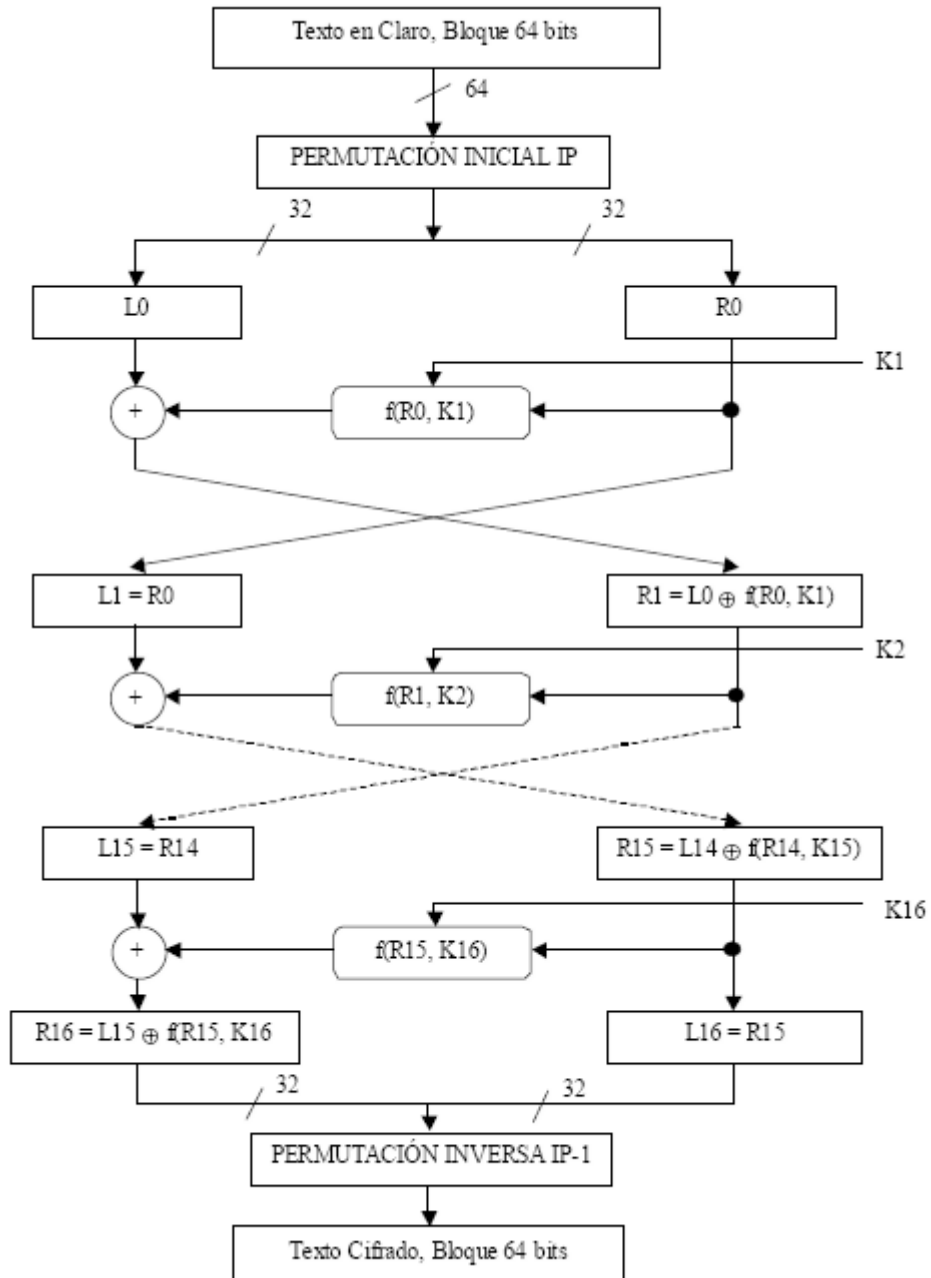 Texto en Claro, Bloque 64 bits
64
PERMUTACIÓN INICIAL IP
32
32
L0
R0
K1
+
f(R0, K1)
L1 = R0
R1 = L0 ⊕ f(R0, K1)
K2
+
f(R1, K2)
L15 = R14
R15 = L14 ⊕ f(R14, K15)
K16
+
f(R15, K16)
R16 = L15 ⊕ f(R15, K16
L16 = R15
32
32
PERMUTACIÓN INVERSA IP-1
Texto Cifrado, Bloque 64 bits